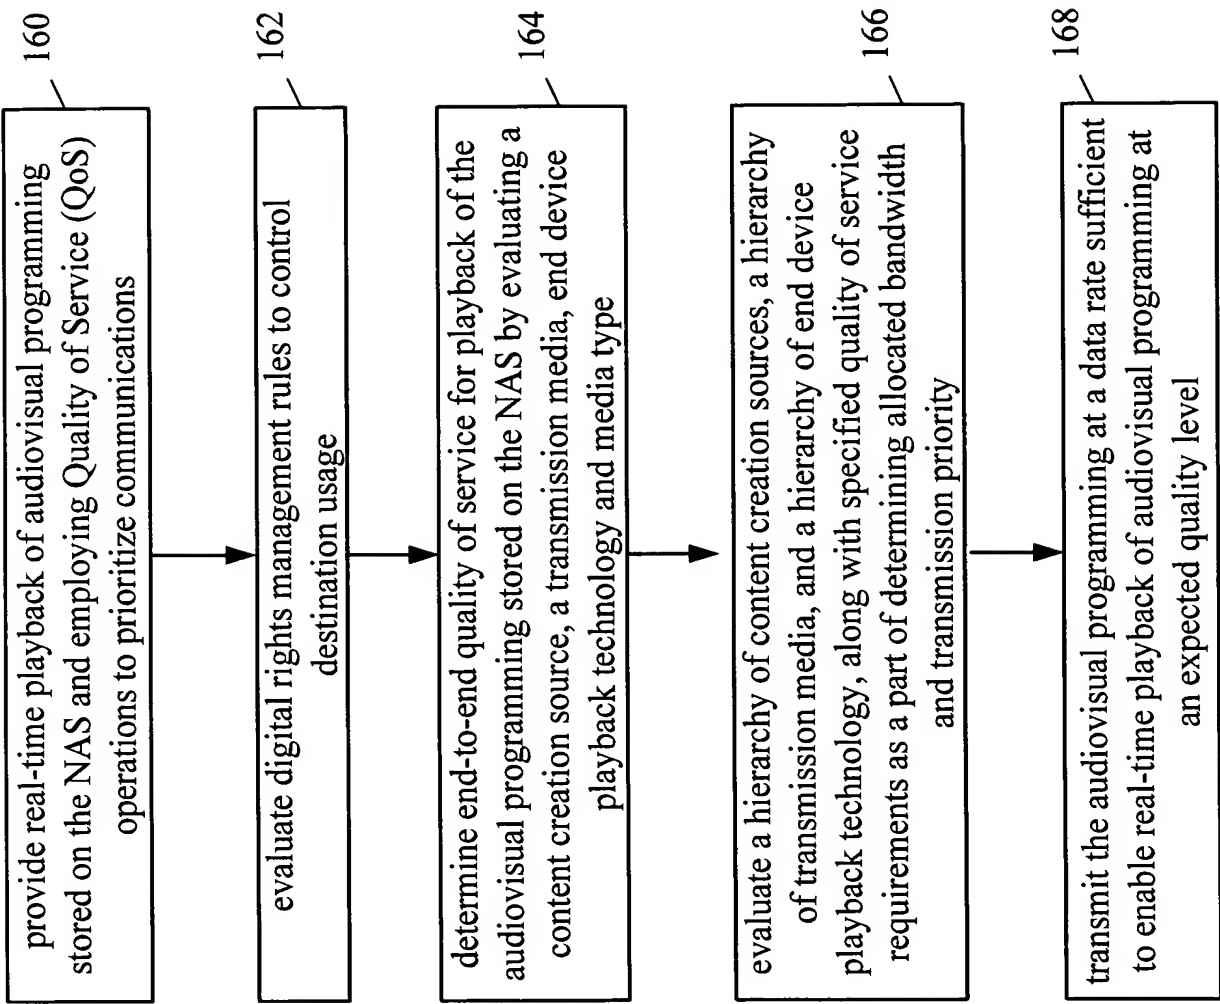 160
provide real-time playback of audiovisual programming
stored on the NAS and employing Quality of Service (QoS)
operations to prioritize communications
162
evaluate digital rights management rules to control
destination usage
164
determine end-to-end quality of service for playback of the
audiovisual programming stored on the NAS by evaluating a
content creation source, a transmission media, end device
playback technology and media type
166
evaluate a hierarchy of content creation sources, a hierarchy
of transmission media, and a hierarchy of end device
playback technology, along with specified quality of service
requirements as a part of determining allocated bandwidth
and transmission priority
168
transmit the audiovisual programming at a data rate sufficient
to enable real-time playback of audiovisual programming at
an expected quality level